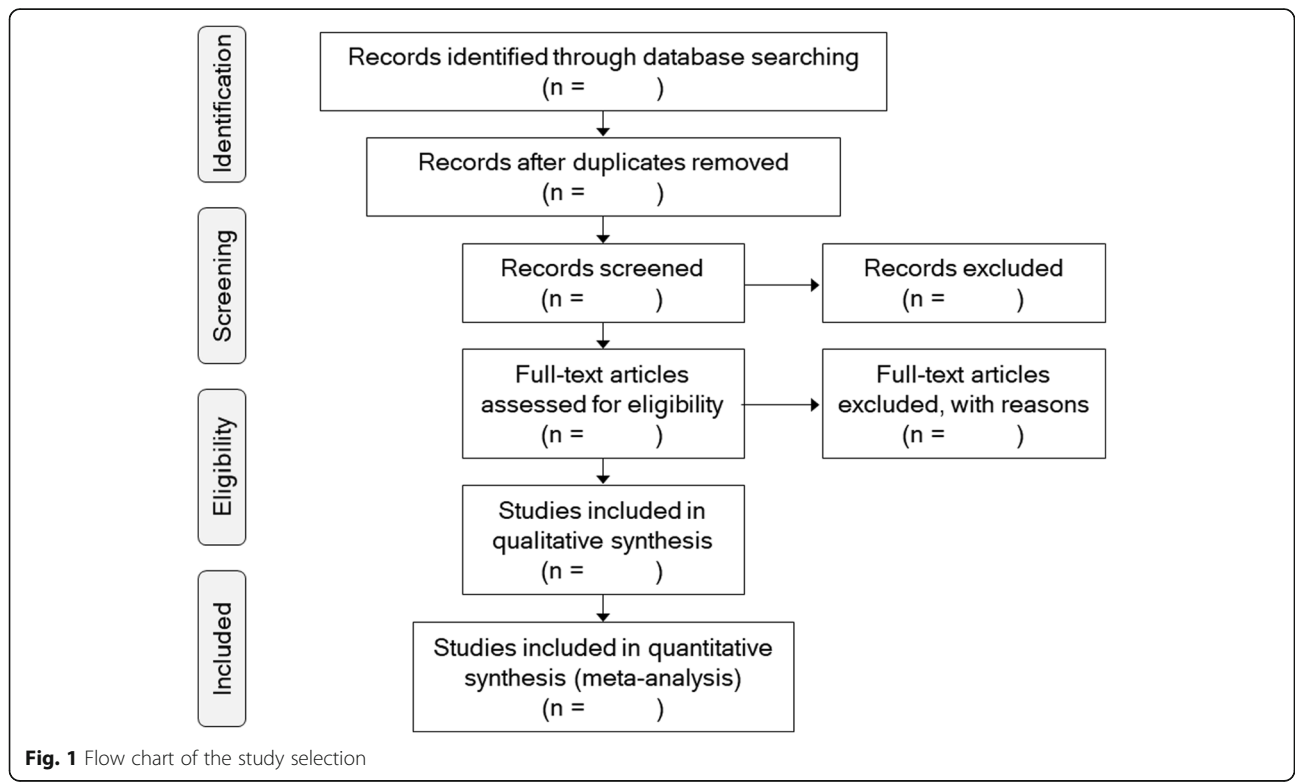 Identification
Records identified through database searching
(n = )
Records after duplicates removed
(n = )
Screening
Records screened
(n = )
Records excluded
(n = )
Full-text articles
assessed for eligibility
(n = )
Full-text articles
excluded, with reasons
(n = )
Eligibility
Studies included in
qualitative synthesis
(n = )
Included
Studies included in quantitative
synthesis (meta-analysis)
(n = )
Fig. 1 Flow chart of the study selection